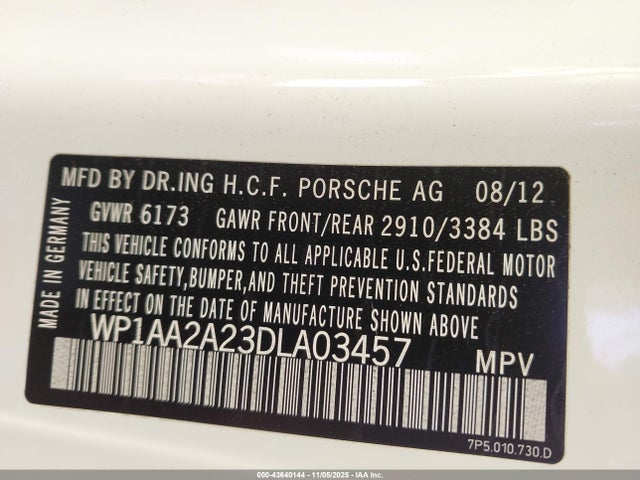 MFD BY DR.ING H.C.F. PORSCHE AG 08/12
GVWR 6173 GAWR FRONT/REAR 2910/3384 LBS
THIS VEHICLE CONFORMS TO ALL APPLICABLE U.S.FEDERAL MOTOR
VEHICLE SAFETY,BUMPER,AND THEFT PREVENTION STANDARDS
IN EFFECT ON THE DATE OF MANUFACTURE SHOWN ABOVE
WP1AA2A23DLA03457 MPV
MADE IN GERMANY
7P5.010.730.D
000-43640144 - 11/05/2025 - IAA Inc.